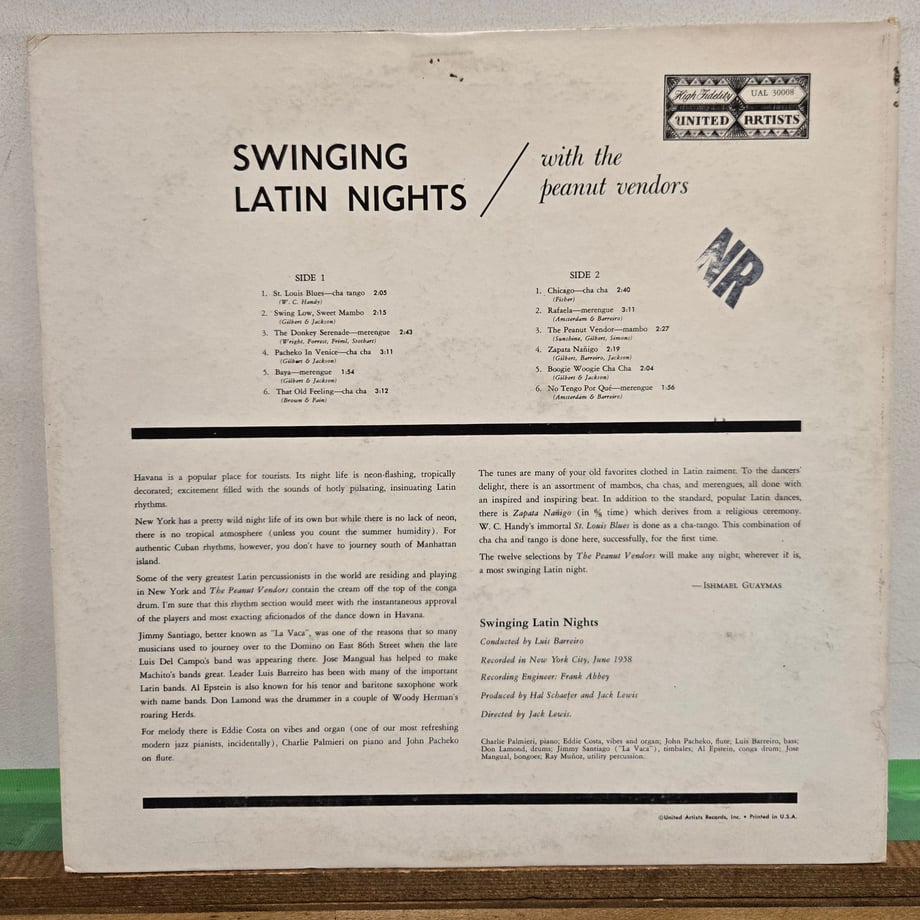 High Fidelity
UAL 30008
UNITED ARTISTS
SWINGING
LATIN NIGHTS
/
with the
peanut vendors
NR
SIDE 1
1. St. Louis Blues—cha tango 2:05
(W. C. Handy)
2. Swing Low, Sweet Mambo 2:15
(Gilbert & Jackson)
3. The Donkey Serenade—merengue 2:43
(Wright, Forrest, Friml, Stothart)
4. Pacheko In Venice—cha cha 3:11
(Gilbert & Jackson)
5. Baya—merengue 1:54
(Gilbert & Jackson)
6. That Old Feeling—cha cha 3:12
(Brown & Fain)
SIDE 2
1. Chicago—cha cha 2:40
(Fisher)
2. Rafaela—merengue 3:11
(Amsterdam & Barreiro)
3. The Peanut Vendor—mambo 2:27
(Sunshine, Gilbert, Simons)
4. Zapata Nañigo 2:19
(Gilbert, Barreiro, Jackson)
5. Boogie Woogie Cha Cha 2:04
(Gilbert & Jackson)
6. No Tengo Por Qué—merengue 1:56
(Amsterdam & Barreiro)
Havana is a popular place for tourists. Its night life is neon-flashing, tropically
decorated; excitement filled with the sounds of hotly pulsating, insinuating Latin
rhythms.
New York has a pretty wild night life of its own but while there is no lack of neon,
there is no tropical atmosphere (unless you count the summer humidity). For
authentic Cuban rhythms, however, you don't have to journey south of Manhattan
island.
Some of the very greatest Latin percussionists in the world are residing and playing
in New York and The Peanut Vendors contain the cream off the top of the conga
drum. I'm sure that this rhythm section would meet with the instantaneous approval
of the players and most exacting aficionados of the dance down in Havana.
Jimmy Santiago, better known as "La Vaca", was one of the reasons that so many
musicians used to journey over to the Domino on East 86th Street when the late
Luis Del Campo's band was appearing there. Jose Mangual has helped to make
Machito's bands great. Leader Luis Barreiro has been with many of the important
Latin bands. Al Epstein is also known for his tenor and baritone saxophone work
with name bands. Don Lamond was the drummer in a couple of Woody Herman's
roaring Herds.
For melody there is Eddie Costa on vibes and organ (one of our most refreshing
modern jazz pianists, incidentally), Charlie Palmieri on piano and John Pacheko
on flute.
The tunes are many of your old favorites clothed in Latin raiment. To the dancers'
delight, there is an assortment of mambos, cha chas, and merengues, all done with
an inspired and inspiring beat. In addition to the standard, popular Latin dances,
there is Zapata Nañigo (in 6/8 time) which derives from a religious ceremony.
W. C. Handy's immortal St. Louis Blues is done as a cha-tango. This combination of
cha cha and tango is done here, successfully, for the first time.
The twelve selections by The Peanut Vendors will make any night, wherever it is,
a most swinging Latin night.
—ISHMAEL GUAYMAS
Swinging Latin Nights
Conducted by Luis Barreiro
Recorded in New York City, June 1958
Recording Engineer: Frank Abbey
Produced by Hal Schaefer and Jack Lewis
Directed by Jack Lewis.
Charlie Palmieri, piano; Eddie Costa, vibes and organ; John Pacheko, flute; Luis Barreiro, bass;
Don Lamond, drums; Jimmy Santiago ("La Vaca"), timbales; Al Epstein, conga drum; Jose
Mangual, bongoes; Ray Muñoz, utility percussion.
©United Artists Records, Inc. • Printed in U.S.A.